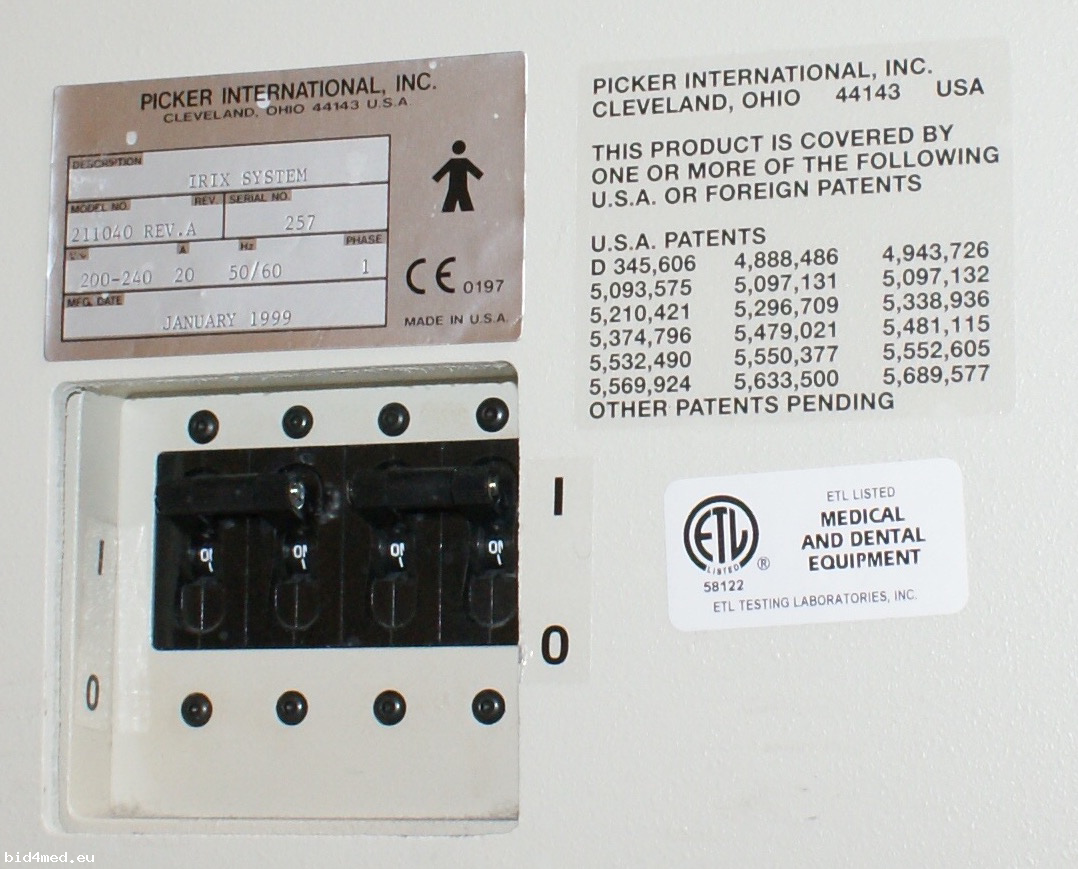 PICKER INTERNATIONAL, INC.
CLEVELAND, OHIO 44143 U.S.A.
DESCRIPTION
IRIX SYSTEM
MODEL NO. REV. SERIAL NO.
211040 REV.A 257
A Hz PHASE
200-240 20 50/60 1
MFG. DATE
JANUARY 1999
CE 0197
MADE IN U.S.A.
PICKER INTERNATIONAL, INC.
CLEVELAND, OHIO 44143 USA
THIS PRODUCT IS COVERED BY
ONE OR MORE OF THE FOLLOWING
U.S.A. OR FOREIGN PATENTS
U.S.A. PATENTS
D 345,606 4,888,486 4,943,726
5,093,575 5,097,131 5,097,132
5,210,421 5,296,709 5,338,936
5,374,796 5,479,021 5,481,115
5,532,490 5,550,377 5,552,605
5,569,924 5,633,500 5,689,577
OTHER PATENTS PENDING
I
O
ON ON ON ON
I
O
ETL
LISTED
®
58122
ETL LISTED
MEDICAL
AND DENTAL
EQUIPMENT
ETL TESTING LABORATORIES, INC.
bid4med.eu